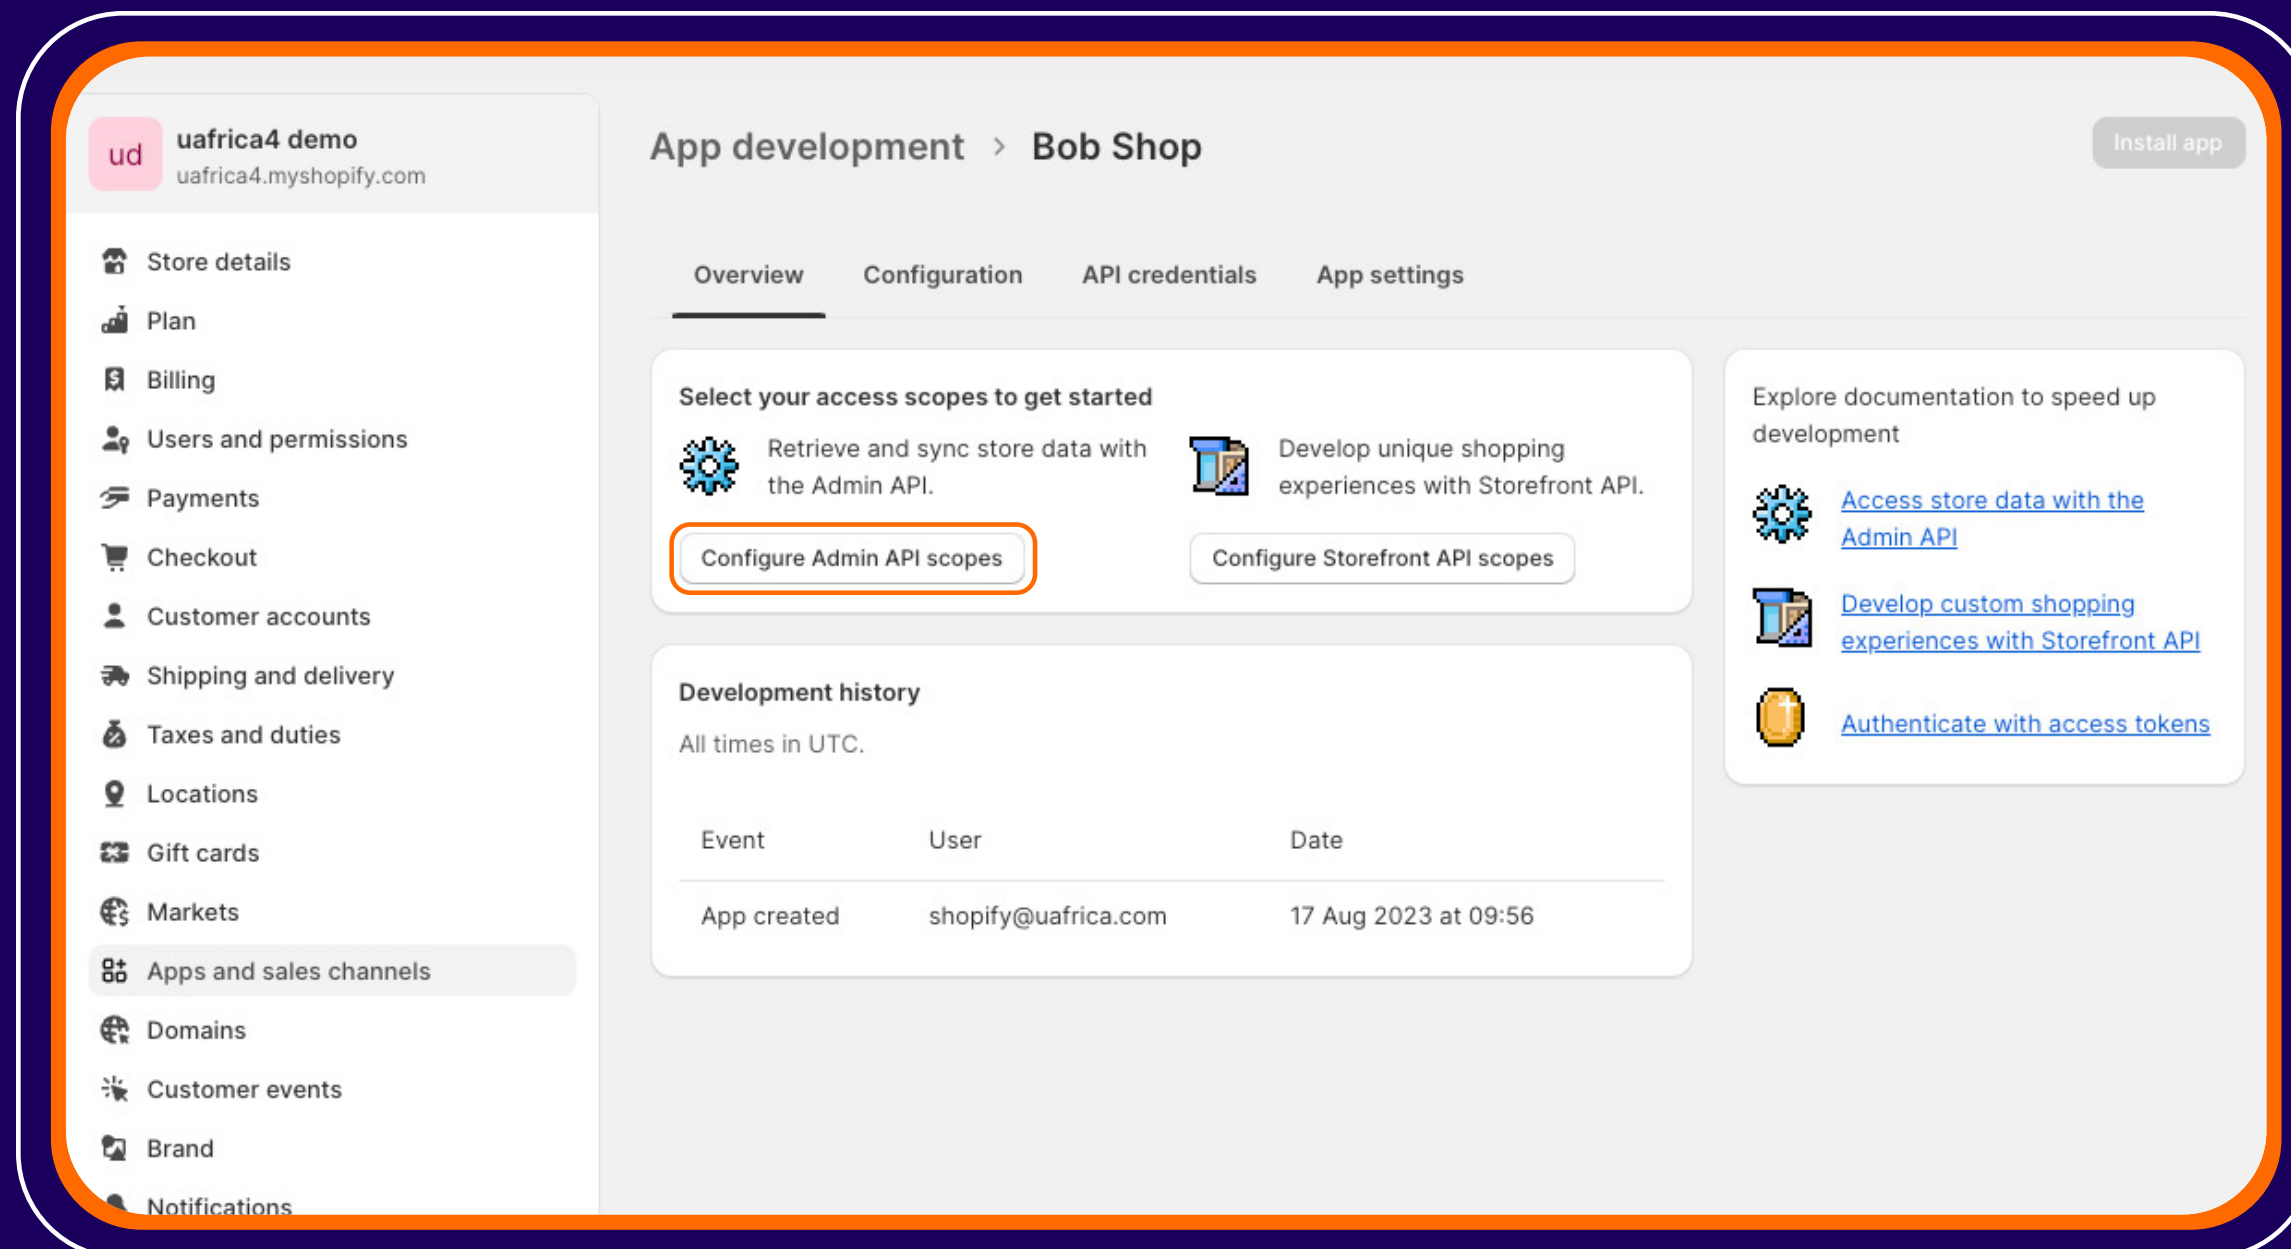 ud
uafrica4 demo
uafrica4.myshopify.com
Store details
Plan
Billing
Users and permissions
Payments
Checkout
Customer accounts
Shipping and delivery
Taxes and duties
Locations
Gift cards
Markets
Apps and sales channels
Domains
Customer events
Brand
Notifications
App development > Bob Shop
Install app
Overview Configuration API credentials App settings
Select your access scopes to get started
Retrieve and sync store data with
the Admin API.
Configure Admin API scopes
Develop unique shopping
experiences with Storefront API.
Configure Storefront API scopes
Development history
All times in UTC.
Event User Date
App created shopify@uafrica.com 17 Aug 2023 at 09:56
Explore documentation to speed up
development
Access store data with the
Admin API
Develop custom shopping
experiences with Storefront API
Authenticate with access tokens